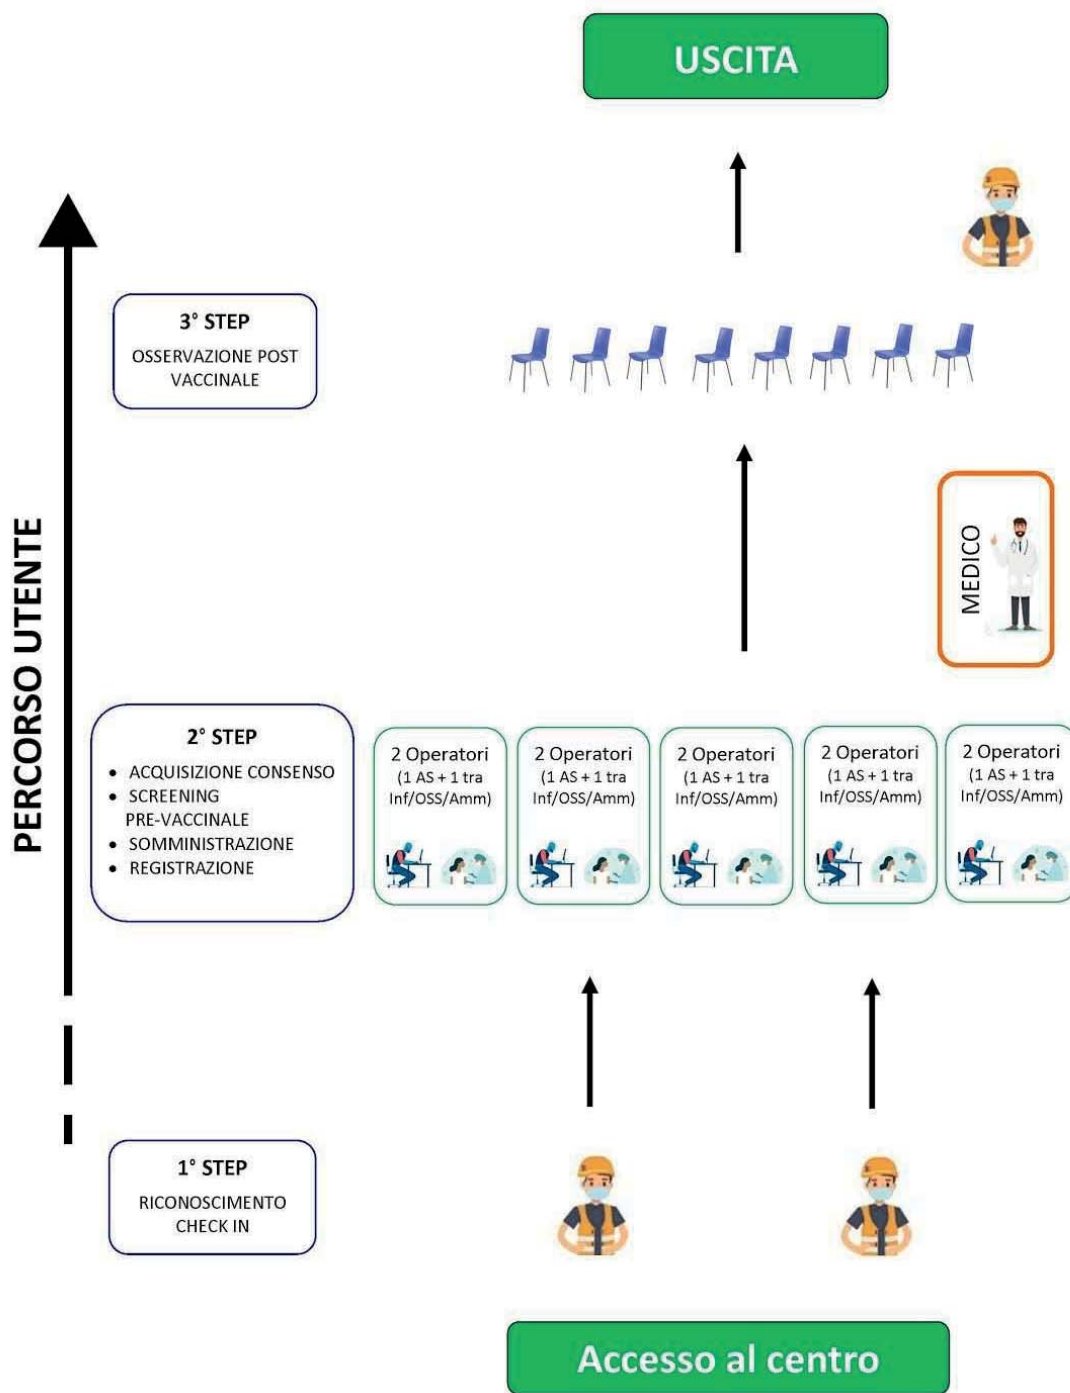 USCITA
3° STEP
OSSERVAZIONE POST
VACCINALE
MEDICO
PERCORSO UTENTE
2° STEP
• ACQUISIZIONE CONSENSO
• SCREENING
PRE-VACCINALE
• SOMMINISTRAZIONE
• REGISTRAZIONE
2 Operatori
(1 AS + 1 tra
Inf/OSS/Amm)
2 Operatori
(1 AS + 1 tra
Inf/OSS/Amm)
2 Operatori
(1 AS + 1 tra
Inf/OSS/Amm)
2 Operatori
(1 AS + 1 tra
Inf/OSS/Amm)
2 Operatori
(1 AS + 1 tra
Inf/OSS/Amm)
1° STEP
RICONOSCIMENTO
CHECK IN
Accesso al centro